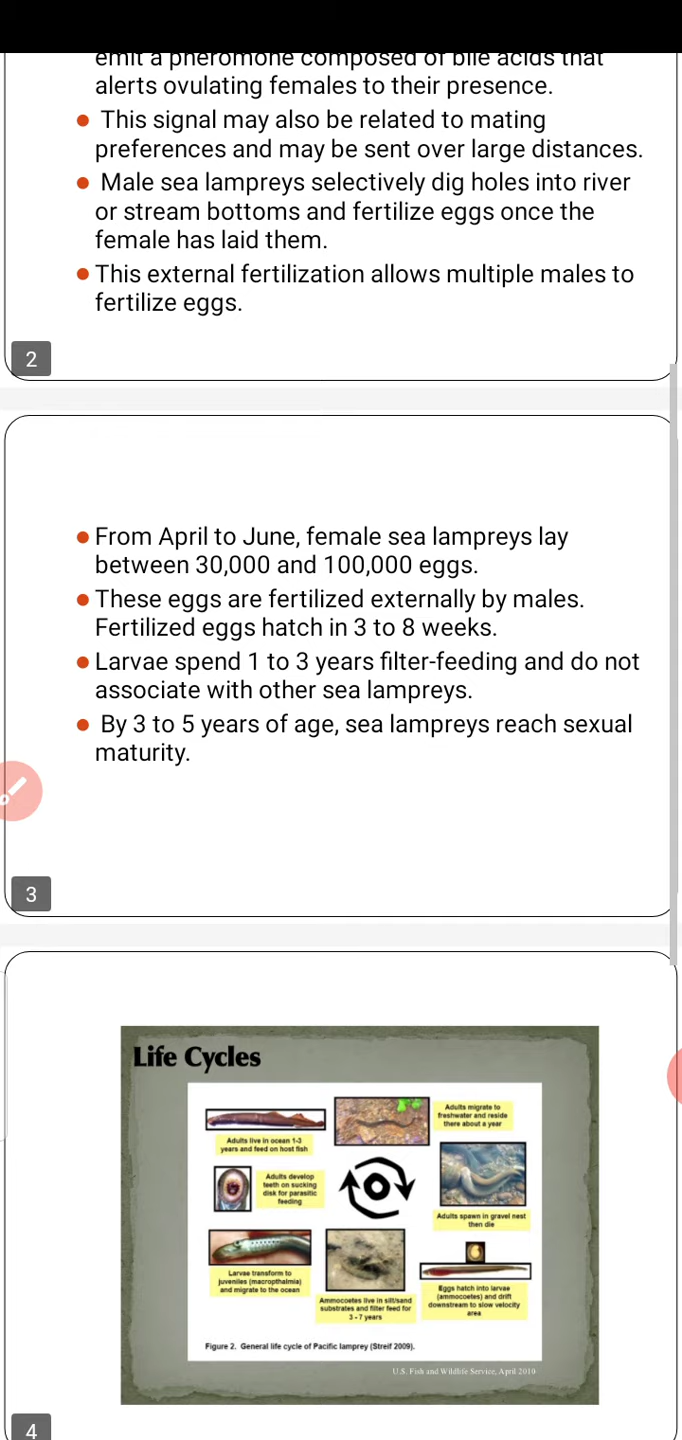 emit a pheromone composed of bile acids that
alerts ovulating females to their presence.
This signal may also be related to mating
preferences and may be sent over large distances.
Male sea lampreys selectively dig holes into river
or stream bottoms and fertilize eggs once the
female has laid them.
This external fertilization allows multiple males to
fertilize eggs.
2
From April to June, female sea lampreys lay
between 30,000 and 100,000 eggs.
These eggs are fertilized externally by males.
Fertilized eggs hatch in 3 to 8 weeks.
Larvae spend 1 to 3 years filter-feeding and do not
associate with other sea lampreys.
By 3 to 5 years of age, sea lampreys reach sexual
maturity.
3
Life Cycles
Adults live in ocean 1-3
years and feed on host fish
Adults migrate to
freshwater and reside
there about a year
Adults develop
teeth on sucking
disk for parasitic
feeding
Adults spawn in gravel nest
then die
Larvae transform to
juveniles (macropthalmia)
and migrate to the ocean
Ammocoetes live in silt/sand
substrates and filter feed for
3 - 7 years
Eggs hatch into larvae
(ammocoetes) and drift
downstream to slow velocity
area
Figure 2. General life cycle of Pacific lamprey (Streif 2009).
U.S. Fish and Wildlife Service, April 2010
4